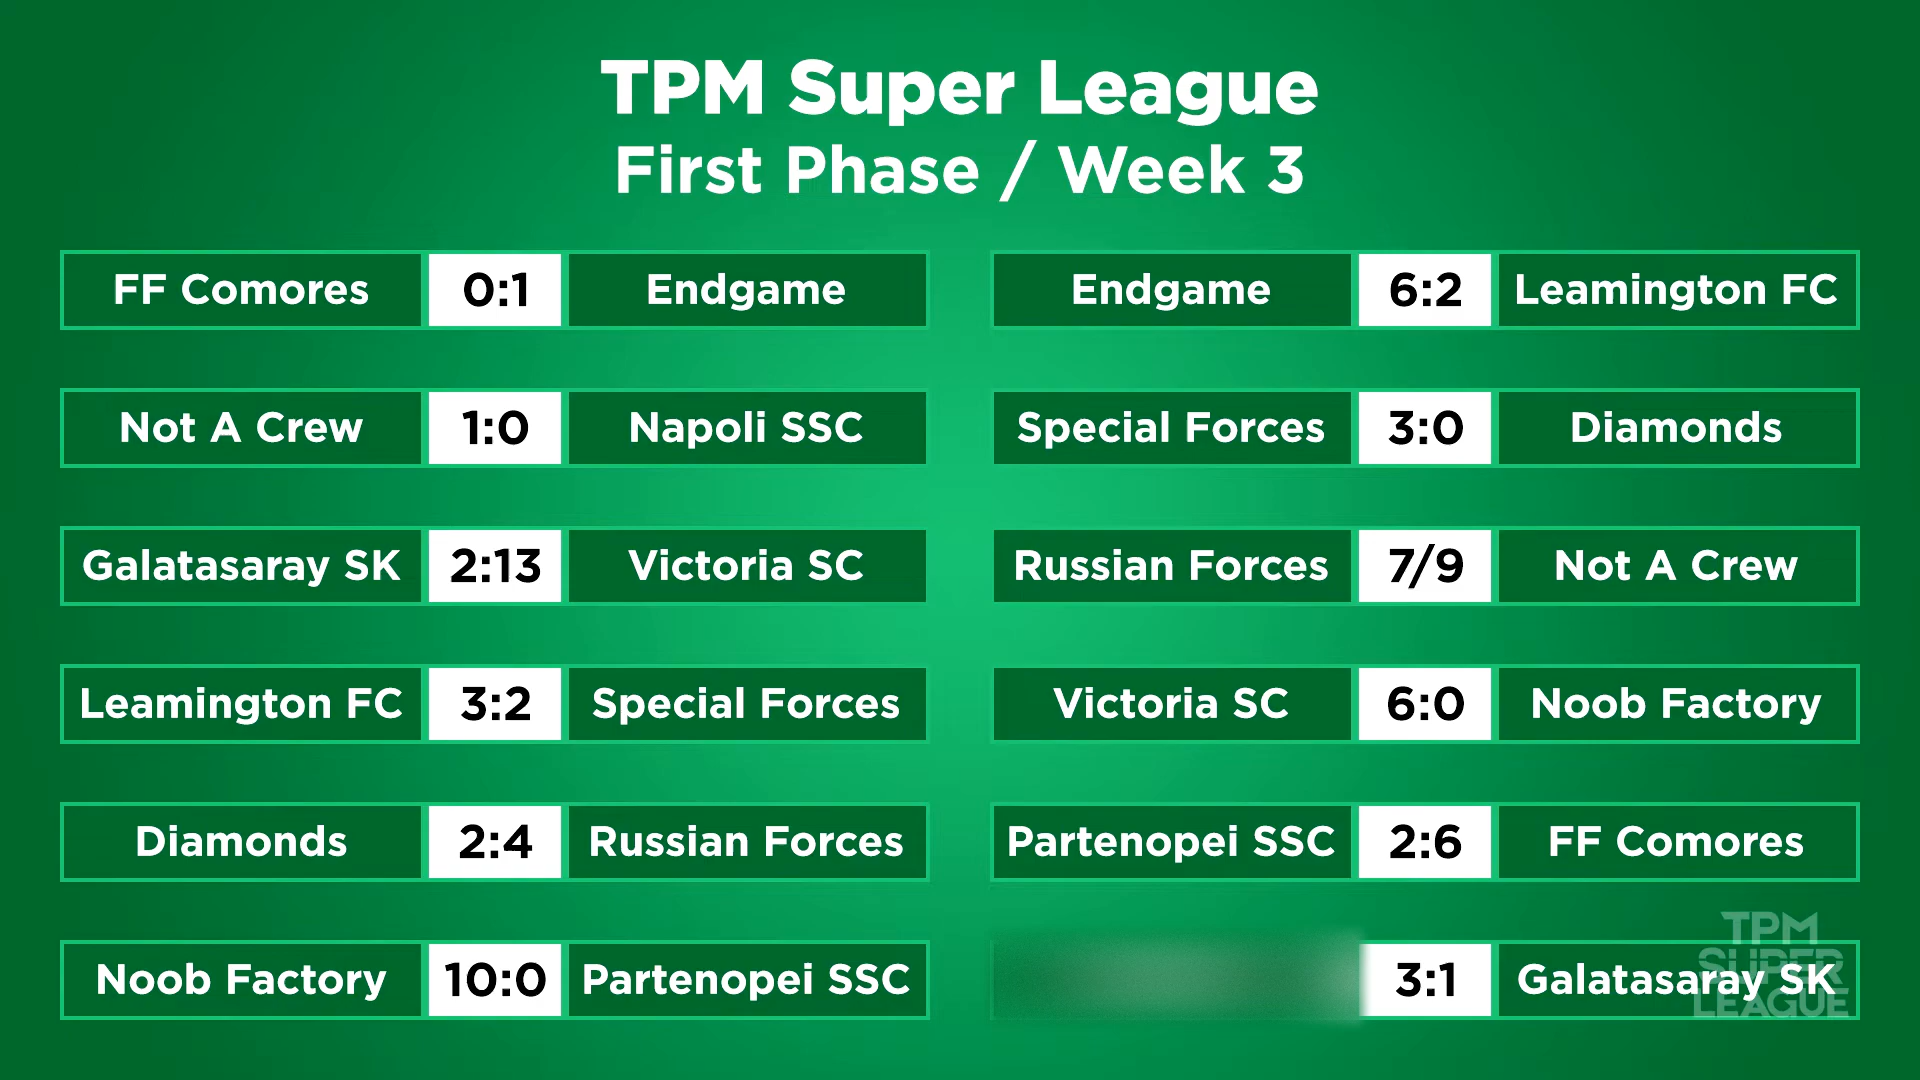 TPM Super League
First Phase / Week 3
FF Comores 0:1 Endgame
Not A Crew 1:0 Napoli SSC
Galatasaray SK 2:13 Victoria SC
Leamington FC 3:2 Special Forces
Diamonds 2:4 Russian Forces
Noob Factory 10:0 Partenopei SSC
Endgame 6:2 Leamington FC
Special Forces 3:0 Diamonds
Russian Forces 7/9 Not A Crew
Victoria SC 6:0 Noob Factory
Partenopei SSC 2:6 FF Comores
3:1 Galatasaray SK
TPM
SUPER
LEAGUE